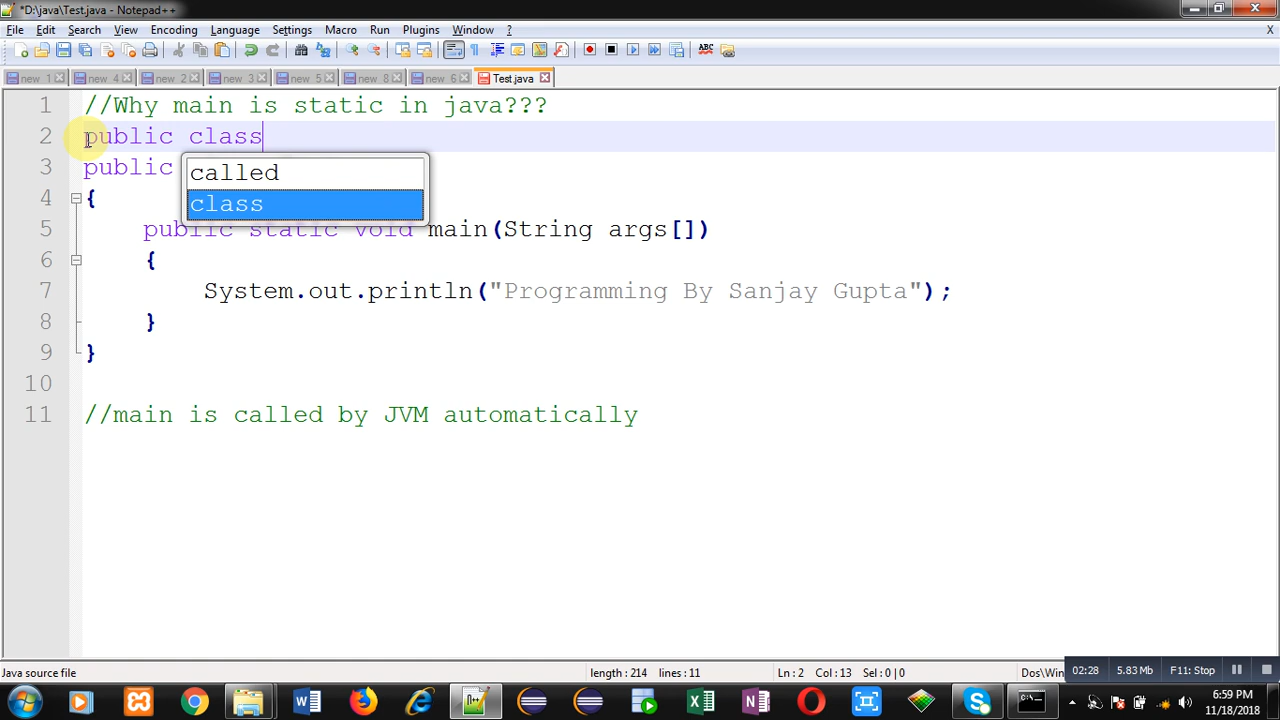 *D:\java\Test.java - Notepad++
File Edit Search View Encoding Language Settings Macro Run Plugins Window ? X
new 1 new 4 new 2 new 3 new 5 new 8 new 6 Test.java
1 //Why main is static in java???
2 public class
3 public
called
class
4 {
5 public static void main(String args[])
6 {
7 System.out.println("Programming By Sanjay Gupta");
8 }
9 }
10
11 //main is called by JVM automatically
Java source file length : 214 lines : 11 Ln : 2 Col : 13 Sel : 0 | 0 Dos\Win
02:28 5.83 Mb F11: Stop
6:59 PM
11/18/2018